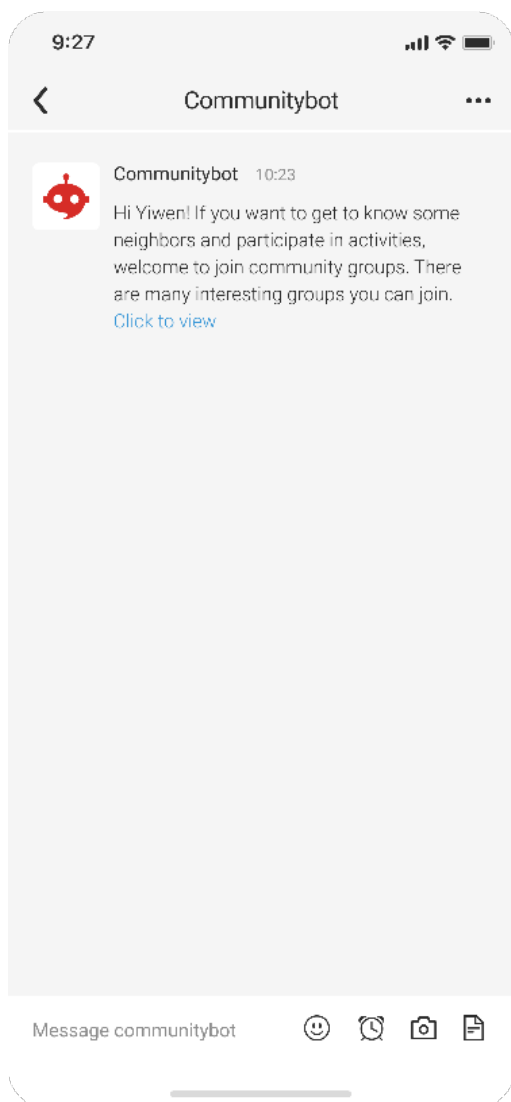 9:27
Communitybot
Communitybot 10:23
Hi Yiwen! If you want to get to know some
neighbors and participate in activities,
welcome to join community groups. There
are many interesting groups you can join.
Click to view
Message communitybot